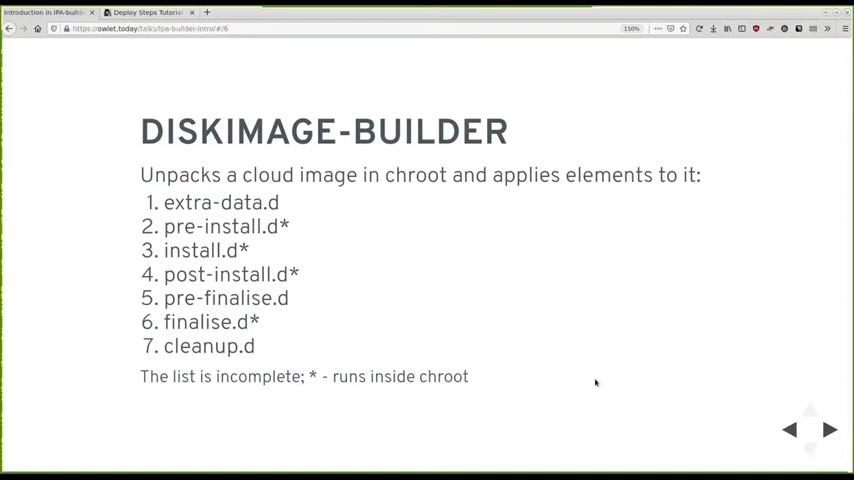 Introduction in IPA-builde
Deploy Steps Tutorial
https://owlet.today/talks/ipa-builder-intro/#/6
150%
DISKIMAGE-BUILDER
Unpacks a cloud image in chroot and applies elements to it:
1. extra-data.d
2. pre-install.d*
3. install.d*
4. post-install.d*
5. pre-finalise.d
6. finalise.d*
7. cleanup.d
The list is incomplete; * - runs inside chroot